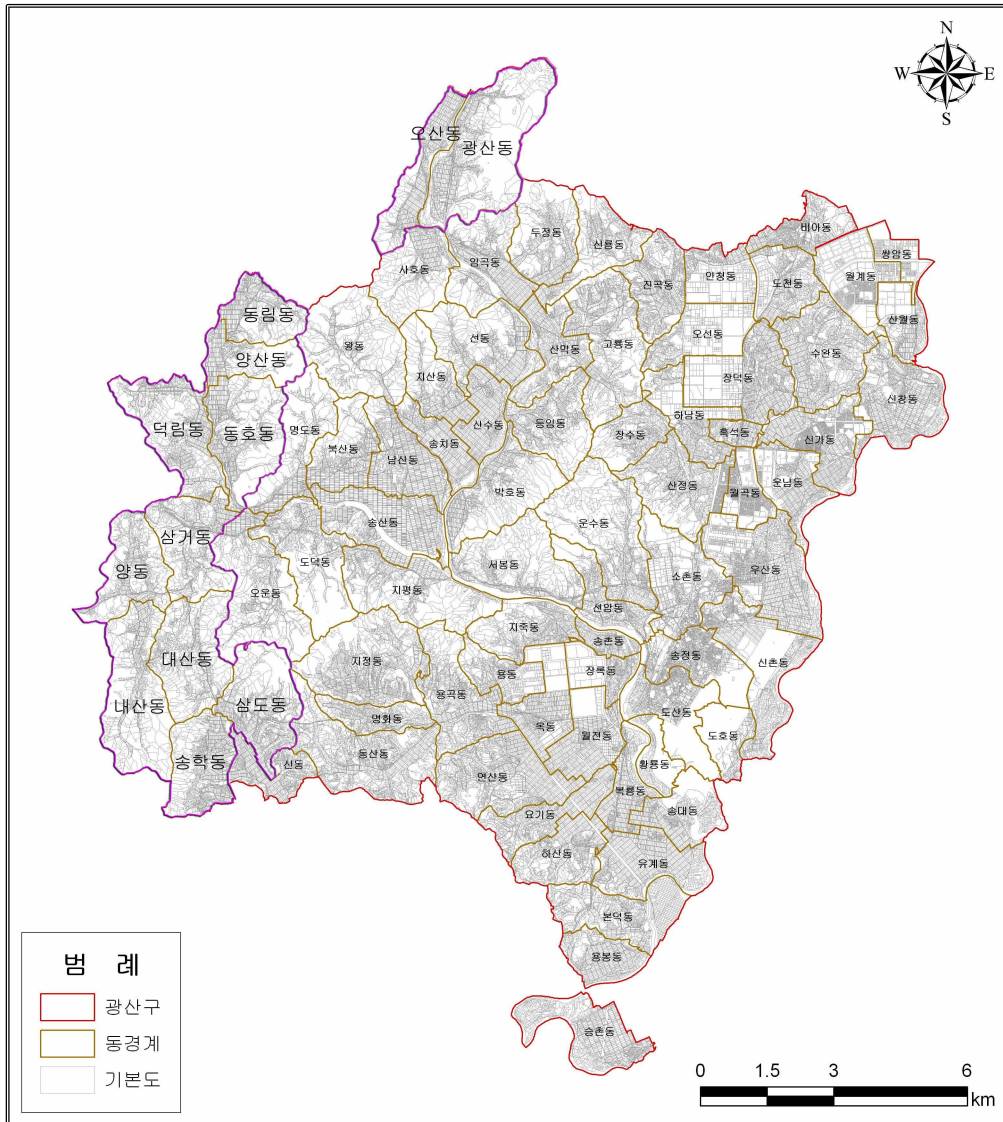 N
W E
S
오산동
광산동
두정동
신룡동
비아동
사호동
양곡동
진곡동
안청동
도천동
월계동
쌍암동
동림동
왕동
선동
산막동
고룡동
오선동
산월동
양산동
지산동
장덕동
수완동
신창동
덕림동
동호동
명도동
북산동
남산동
송치동
산수동
등임동
장수동
하남동
흑석동
신가동
박호동
산정동
월곡동
운남동
삼거동
송산동
운수동
양동
도덕동
지평동
서봉동
소촌동
우산동
오운동
선암동
대산동
지죽동
송촌동
송정동
신촌동
내산동
삼도동
지정동
용곡동
용동
장록동
명화동
옥동
월전동
도산동
도호동
송학동
신동
동산동
연산동
황룡동
복룡동
송대동
요기동
하산동
유계동
본덕동
용봉동
승촌동
범 례
광산구
동경계
기본도
0 1.5 3 6
km